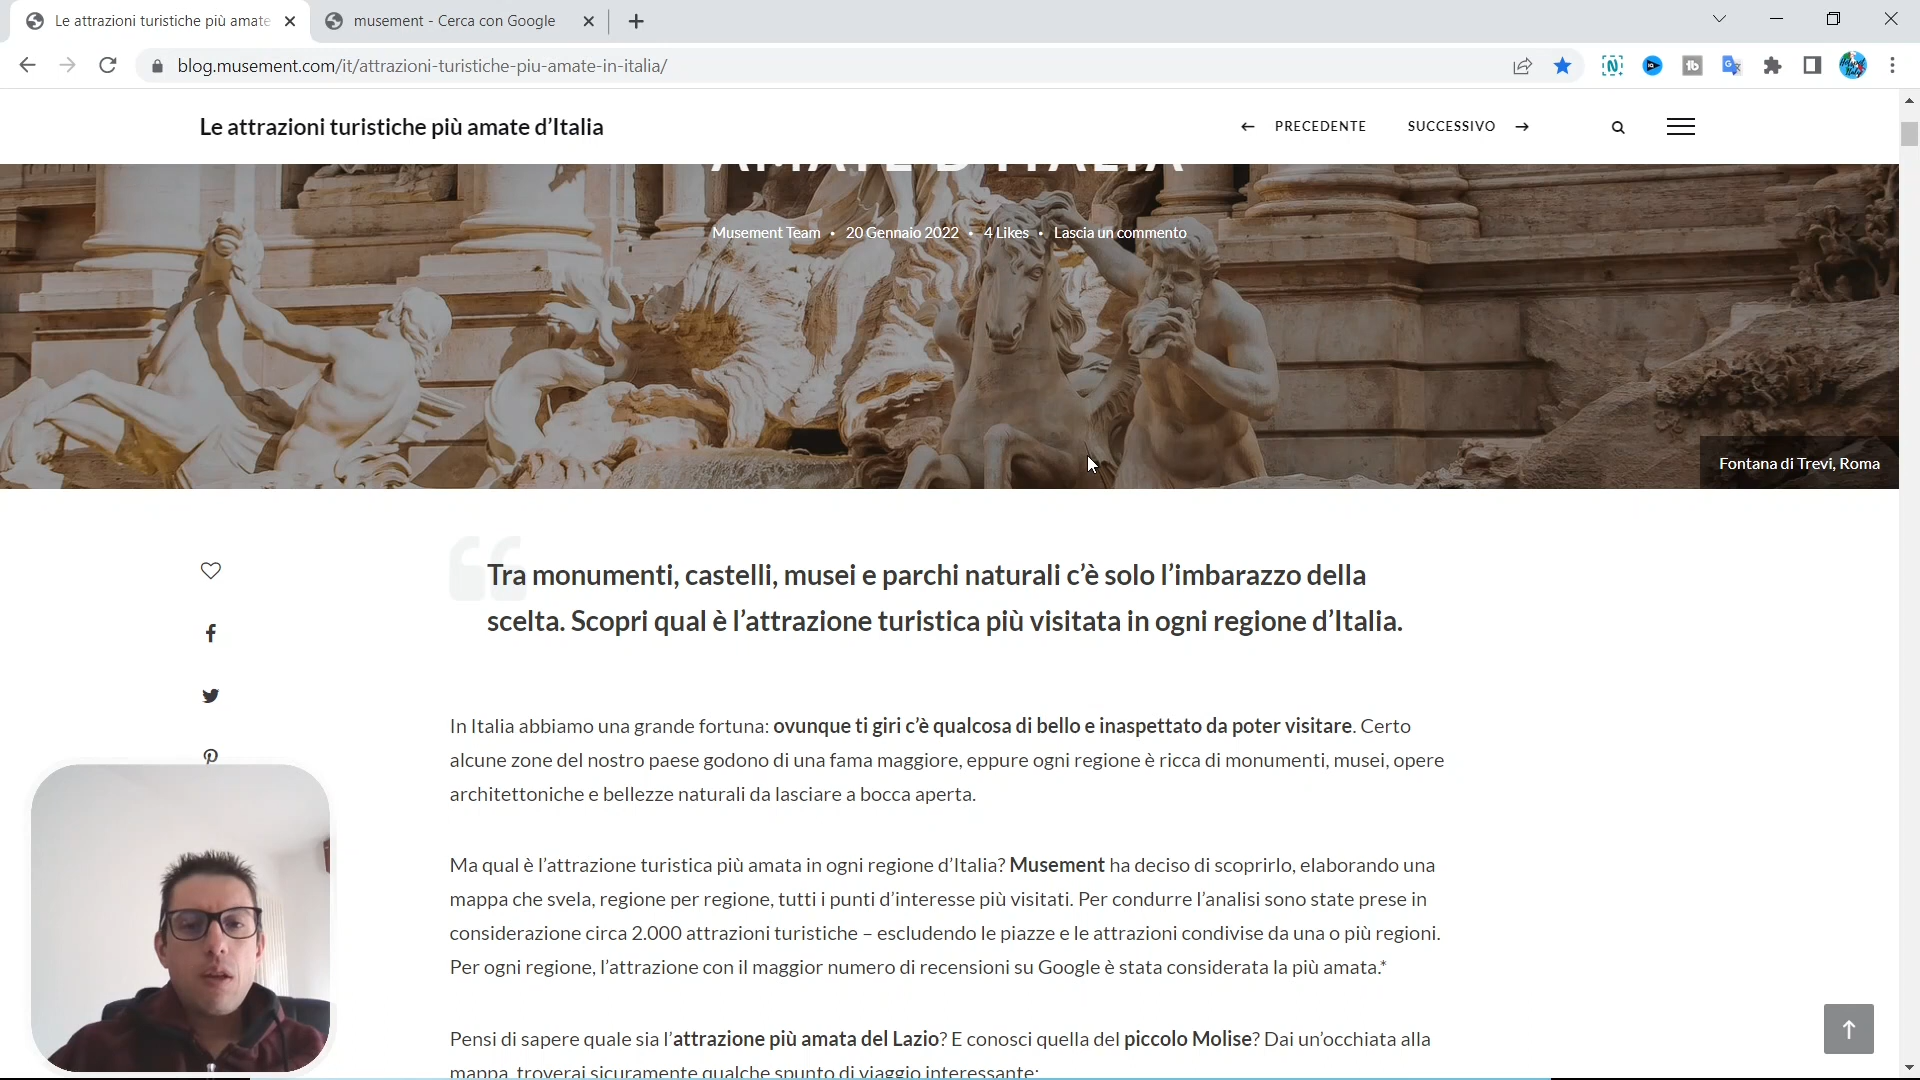 Le attrazioni turistiche più amate
musement - Cerca con Google
blog.musement.com/it/attrazioni-turistiche-piu-amate-in-italia/
Le attrazioni turistiche più amate d’Italia
PRECEDENTE
SUCCESSIVO
AMATE D’ITALIA
Musement Team • 20 Gennaio 2022 • 4 Likes • Lascia un commento
Fontana di Trevi, Roma
Tra monumenti, castelli, musei e parchi naturali c’è solo l’imbarazzo della
scelta. Scopri qual è l’attrazione turistica più visitata in ogni regione d’Italia.
In Italia abbiamo una grande fortuna: ovunque ti giri c’è qualcosa di bello e inaspettato da poter visitare. Certo
alcune zone del nostro paese godono di una fama maggiore, eppure ogni regione è ricca di monumenti, musei, opere
architettoniche e bellezze naturali da lasciare a bocca aperta.
Ma qual è l’attrazione turistica più amata in ogni regione d’Italia? Musement ha deciso di scoprirlo, elaborando una
mappa che svela, regione per regione, tutti i punti d’interesse più visitati. Per condurre l’analisi sono state prese in
considerazione circa 2.000 attrazioni turistiche – escludendo le piazze e le attrazioni condivise da una o più regioni.
Per ogni regione, l’attrazione con il maggior numero di recensioni su Google è stata considerata la più amata.*
Pensi di sapere quale sia l’attrazione più amata del Lazio? E conosci quella del piccolo Molise? Dai un’occhiata alla
mappa, troverai sicuramente qualche spunto di viaggio interessante: